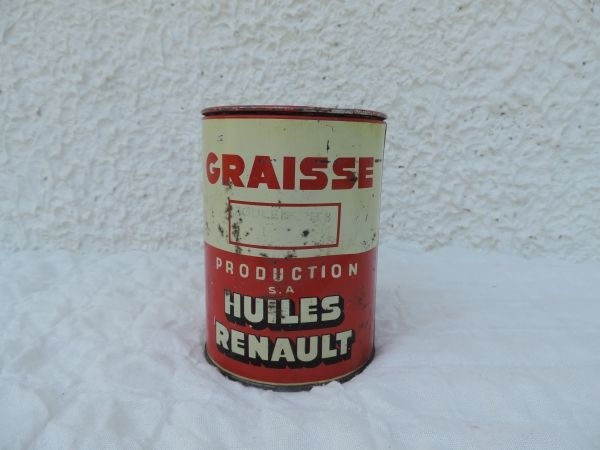 GRAISSE
PRODUCTION
S.A
HUILES
RENAULT